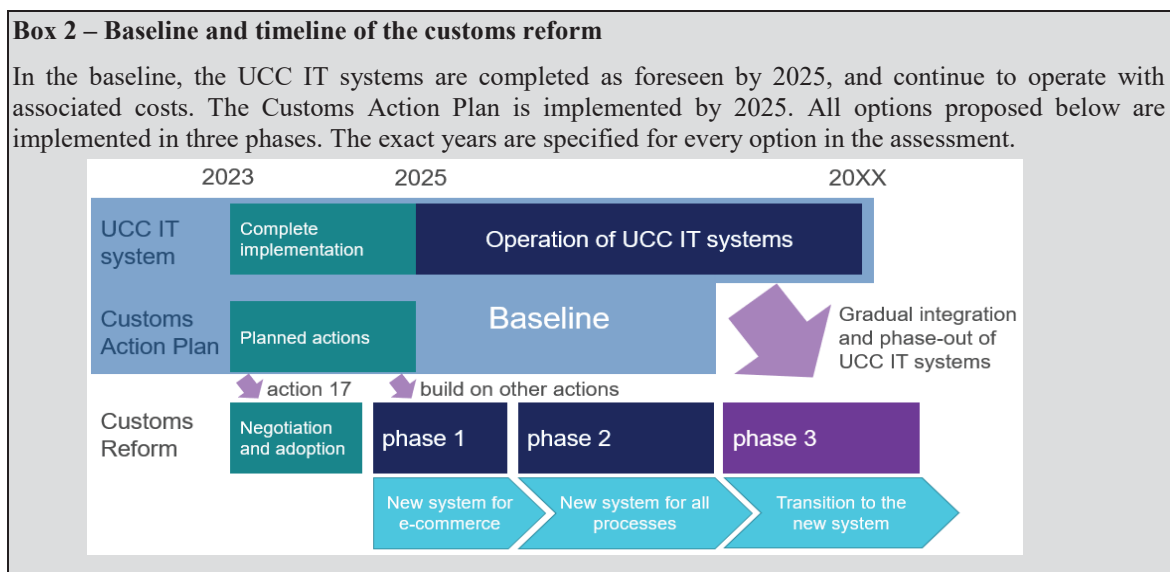 Box 2 – Baseline and timeline of the customs reform
In the baseline, the UCC IT systems are completed as foreseen by 2025, and continue to operate with
associated costs. The Customs Action Plan is implemented by 2025. All options proposed below are
implemented in three phases. The exact years are specified for every option in the assessment.
2023 2025 20XX
UCC IT
system
Complete
implementation
Operation of UCC IT systems
Customs
Action Plan
Planned actions
Baseline
Gradual integration
and phase-out of
UCC IT systems
action 17
build on other actions
Customs
Reform
Negotiation
and adoption
phase 1
phase 2
phase 3
New system for
e-commerce
New system for all
processes
Transition to the
new system